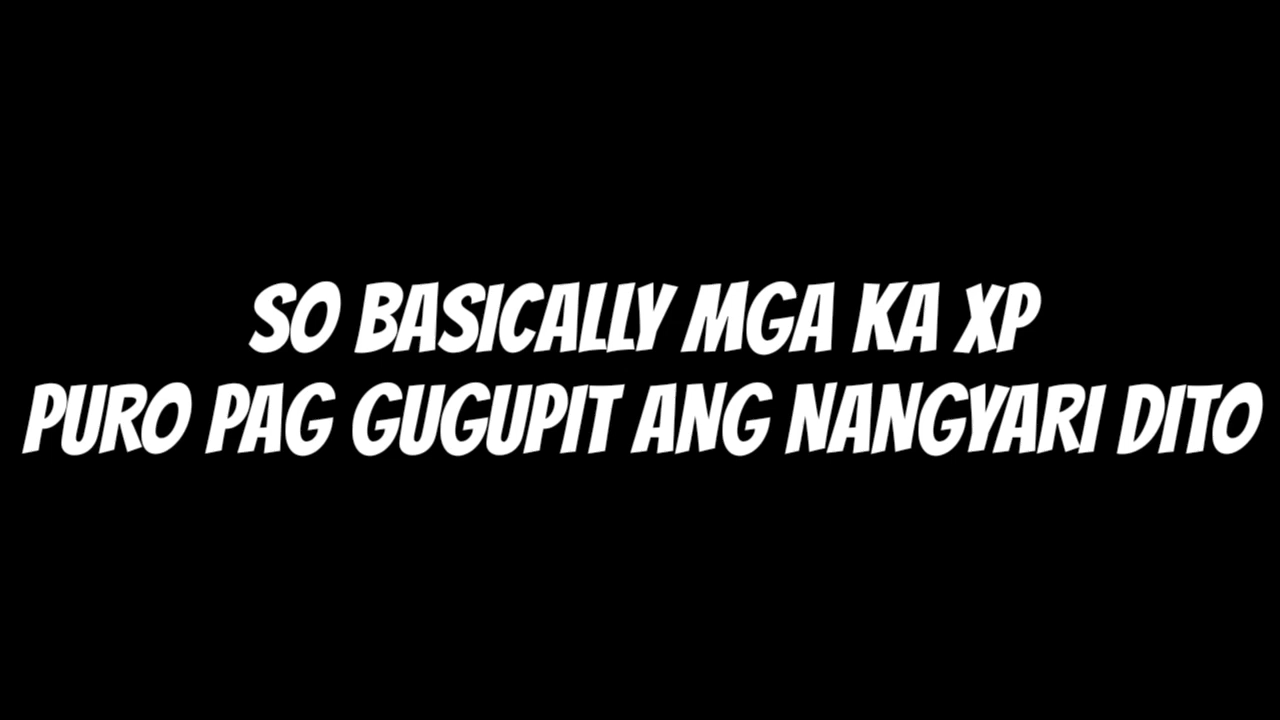 SO BASICALLY MGA KA XP
PURO PAG GUGUPIT ANG NANGYARI DITO